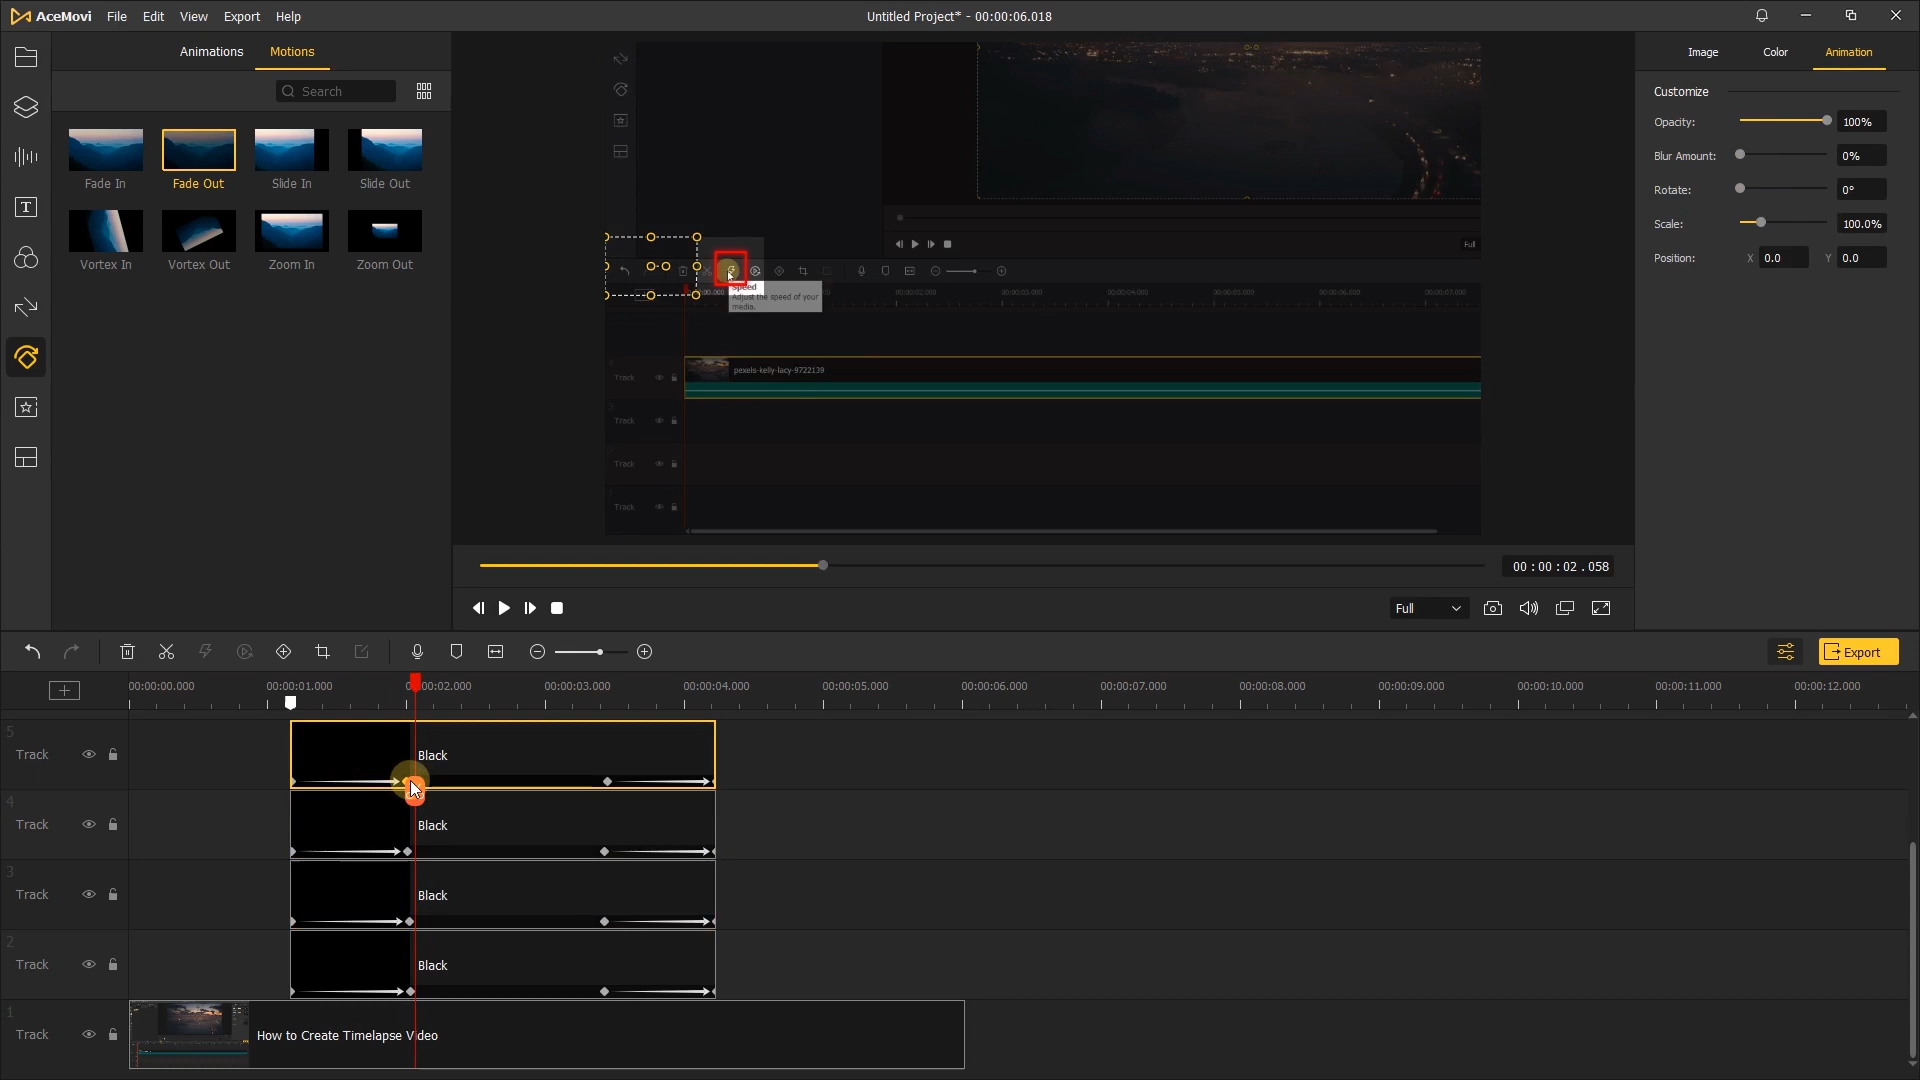 AceMovi File Edit View Export Help
Untitled Project* - 00:00:06.018
Animations Motions
Search
Fade In Fade Out Slide In Slide Out
Vortex In Vortex Out Zoom In Zoom Out
Full
Speed
Adjust the speed of your
media.
00:00:02.000 00:00:03.000 00:00:04.000 00:00:05.000 00:00:06.000 00:00:07.000
Track pexels-kelly-lacy-9722139
Track
Track
Track
Image Color Animation
Customize
Opacity: 100%
Blur Amount: 0%
Rotate: 0°
Scale: 100.0%
Position: X 0.0 Y 0.0
00:00:02.058
Full
Export
00:00:00.000 00:00:01.000 00:00:02.000 00:00:03.000 00:00:04.000 00:00:05.000 00:00:06.000 00:00:07.000 00:00:08.000 00:00:09.000 00:00:10.000 00:00:11.000 00:00:12.000
5
Track Black
4
Track Black
3
Track Black
2
Track Black
1
Track How to Create Timelapse Video